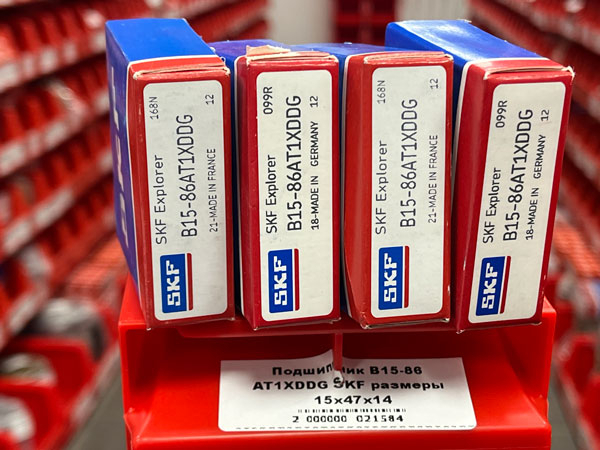 168N 12
SKF Explorer
B15-86AT1XDDG
21-MADE IN FRANCE
SKF
099R 12
SKF Explorer
B15-86AT1XDDG
18-MADE IN GERMANY
SKF
168N 12
SKF Explorer
B15-86AT1XDDG
21-MADE IN FRANCE
SKF
099R 12
SKF Explorer
B15-86AT1XDDG
18-MADE IN GERMANY
SKF
Подшипник B15-86
AT1XDDG SKF размеры
15x47x14
2 000000 021584